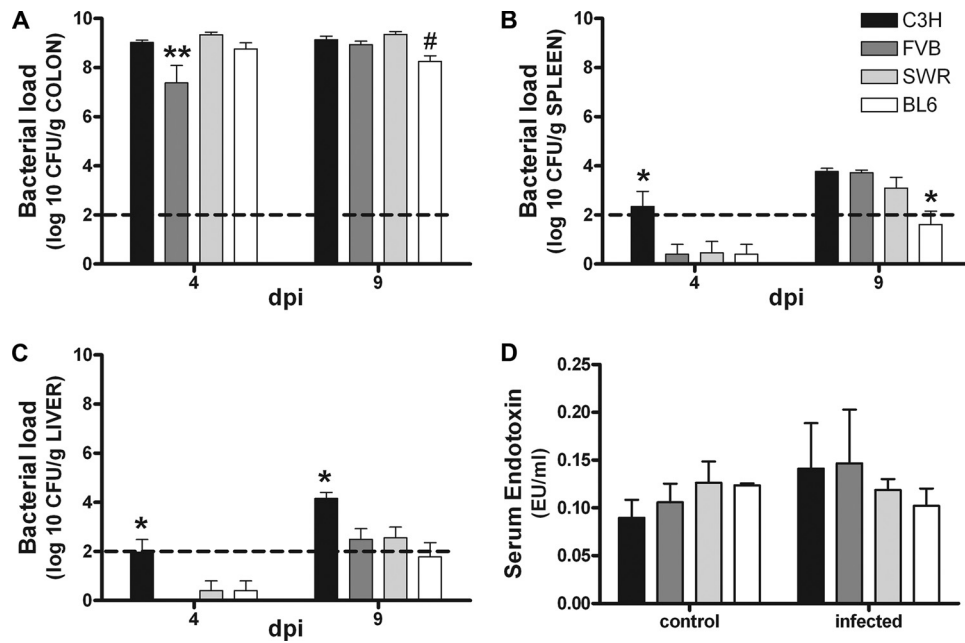 A
Bacterial load
(log 10 CFU/g COLON)
10
8
6
4
2
0
**
#
4
9
dpi
B
Bacterial load
(log 10 CFU/g SPLEEN)
10
8
6
4
2
0
*
*
4
9
dpi
C3H
FVB
SWR
BL6
C
Bacterial load
(log 10 CFU/g LIVER)
10
8
6
4
2
0
*
*
4
9
dpi
D
Serum Endotoxin
(EU/ml)
0.25
0.20
0.15
0.10
0.05
0.00
control
infected